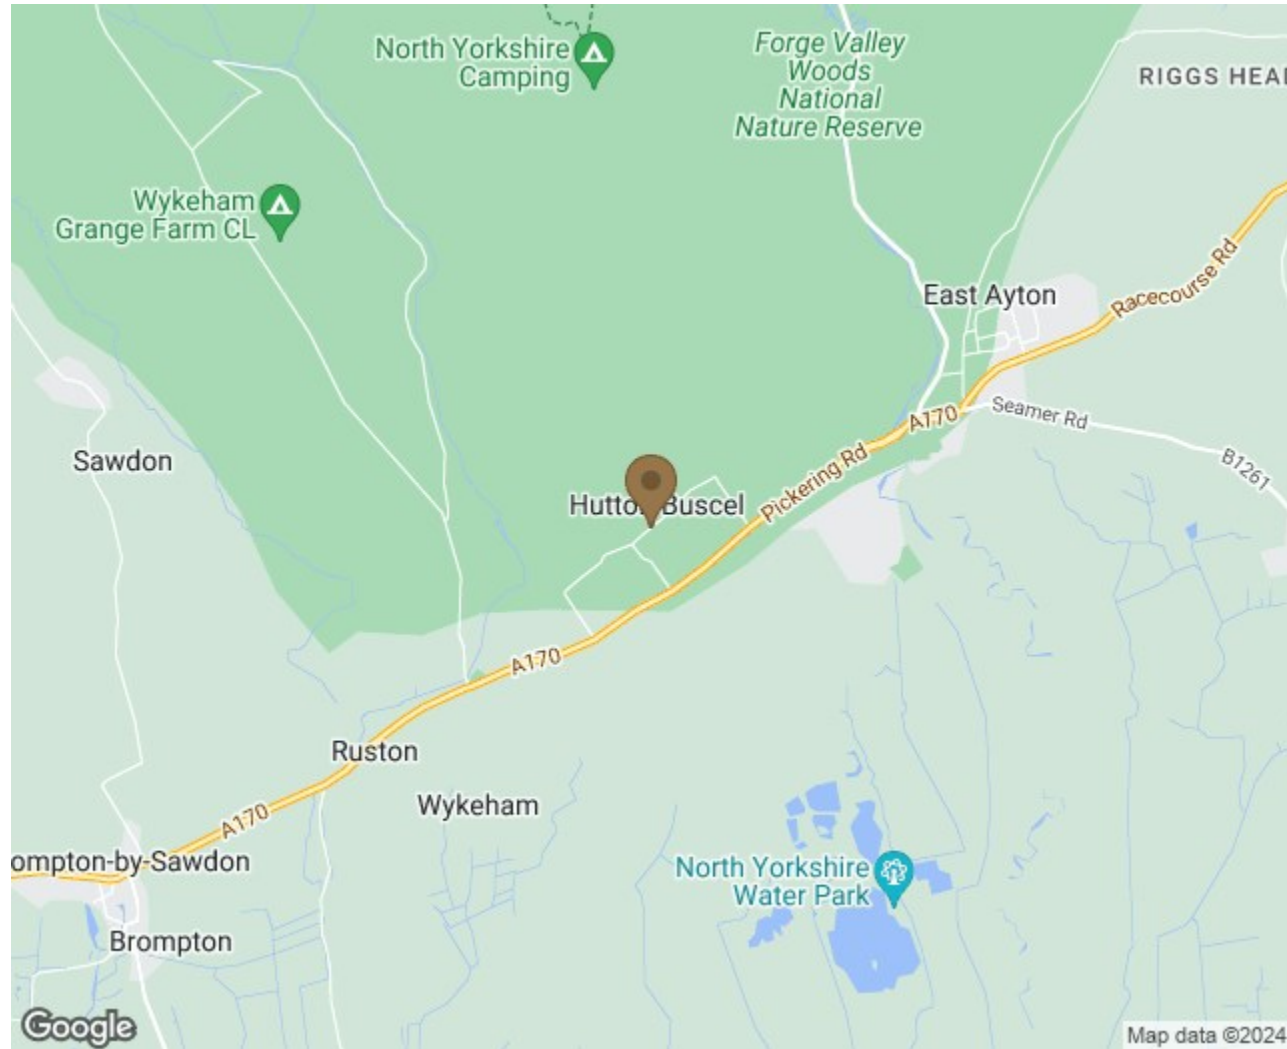 North Yorkshire
Camping
Forge Valley
Woods
National
Nature Reserve
RIGGS HEA
Wykeham
Grange Farm CL
East Ayton
Racecourse Rd
A170
Seamer Rd
B1261
Sawdon
Pickering Rd
Hutton Buscel
A170
Ruston
Wykeham
A170
ompton-by-Sawdon
North Yorkshire
Water Park
Brompton
Google
Map data ©2024